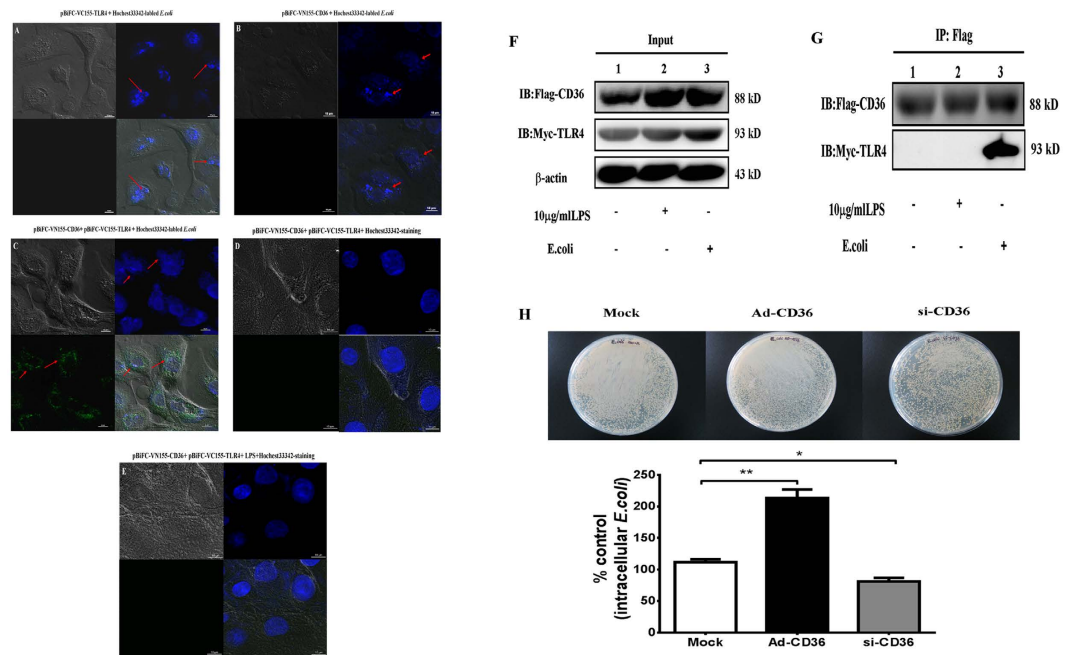 pBiFC-VC155-TLR4 + Hochest33342-labled E.coli
A
pBiFC-VN155-CD36 + Hochest33342-labled E.coli
B
pBiFC-VN155-CD36+ pBiFC-VC155-TLR4 + Hochest33342-labled E.coli
C
pBiFC-VN155-CD36+ pBiFC-VC155-TLR4+ Hochest33342-staining
D
pBiFC-VN155-CD36+ pBiFC-VC155-TLR4+ LPS+Hochest33342-staining
E
F
Input
1 2 3
IB:Flag-CD36 88 kD
IB:Myc-TLR4 93 kD
β-actin 43 kD
10μg/mlLPS - + -
E.coli - - +
G
IP: Flag
1 2 3
IB:Flag-CD36 88 kD
IB:Myc-TLR4 93 kD
10μg/mlLPS - + -
E.coli - - +
H
Mock Ad-CD36 si-CD36
*
**
% control
(intracellular E.coli)
250
200
150
100
50
0
Mock Ad-CD36 si-CD36